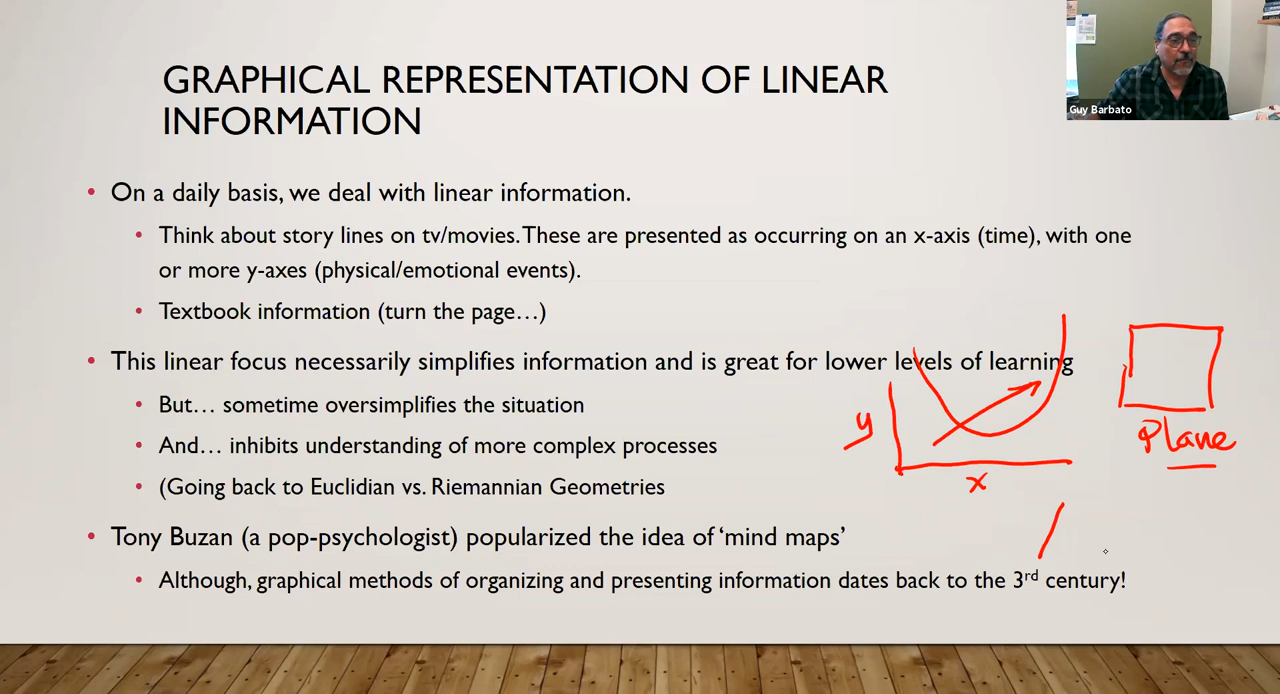 GRAPHICAL REPRESENTATION OF LINEAR
INFORMATION
Guy Barbato
• On a daily basis, we deal with linear information.
• Think about story lines on tv/movies. These are presented as occurring on an x-axis (time), with one
or more y-axes (physical/emotional events).
• Textbook information (turn the page…)
• This linear focus necessarily simplifies information and is great for lower levels of learning
• But… sometime oversimplifies the situation
• And… inhibits understanding of more complex processes
• (Going back to Euclidian vs. Riemannian Geometries
y
x
Plane
• Tony Buzan (a pop-psychologist) popularized the idea of ‘mind maps’
• Although, graphical methods of organizing and presenting information dates back to the 3rd century!